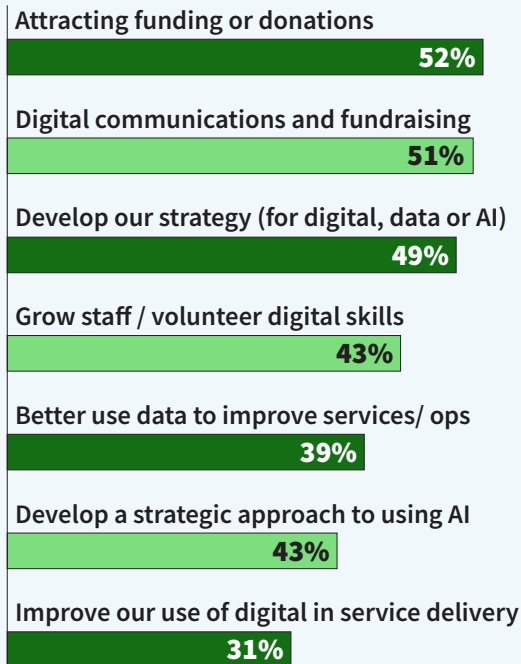 Attracting funding or donations
52%
Digital communications and fundraising
51%
Develop our strategy (for digital, data or AI)
49%
Grow staff / volunteer digital skills
43%
Better use data to improve services/ ops
39%
Develop a strategic approach to using AI
43%
Improve our use of digital in service delivery
31%